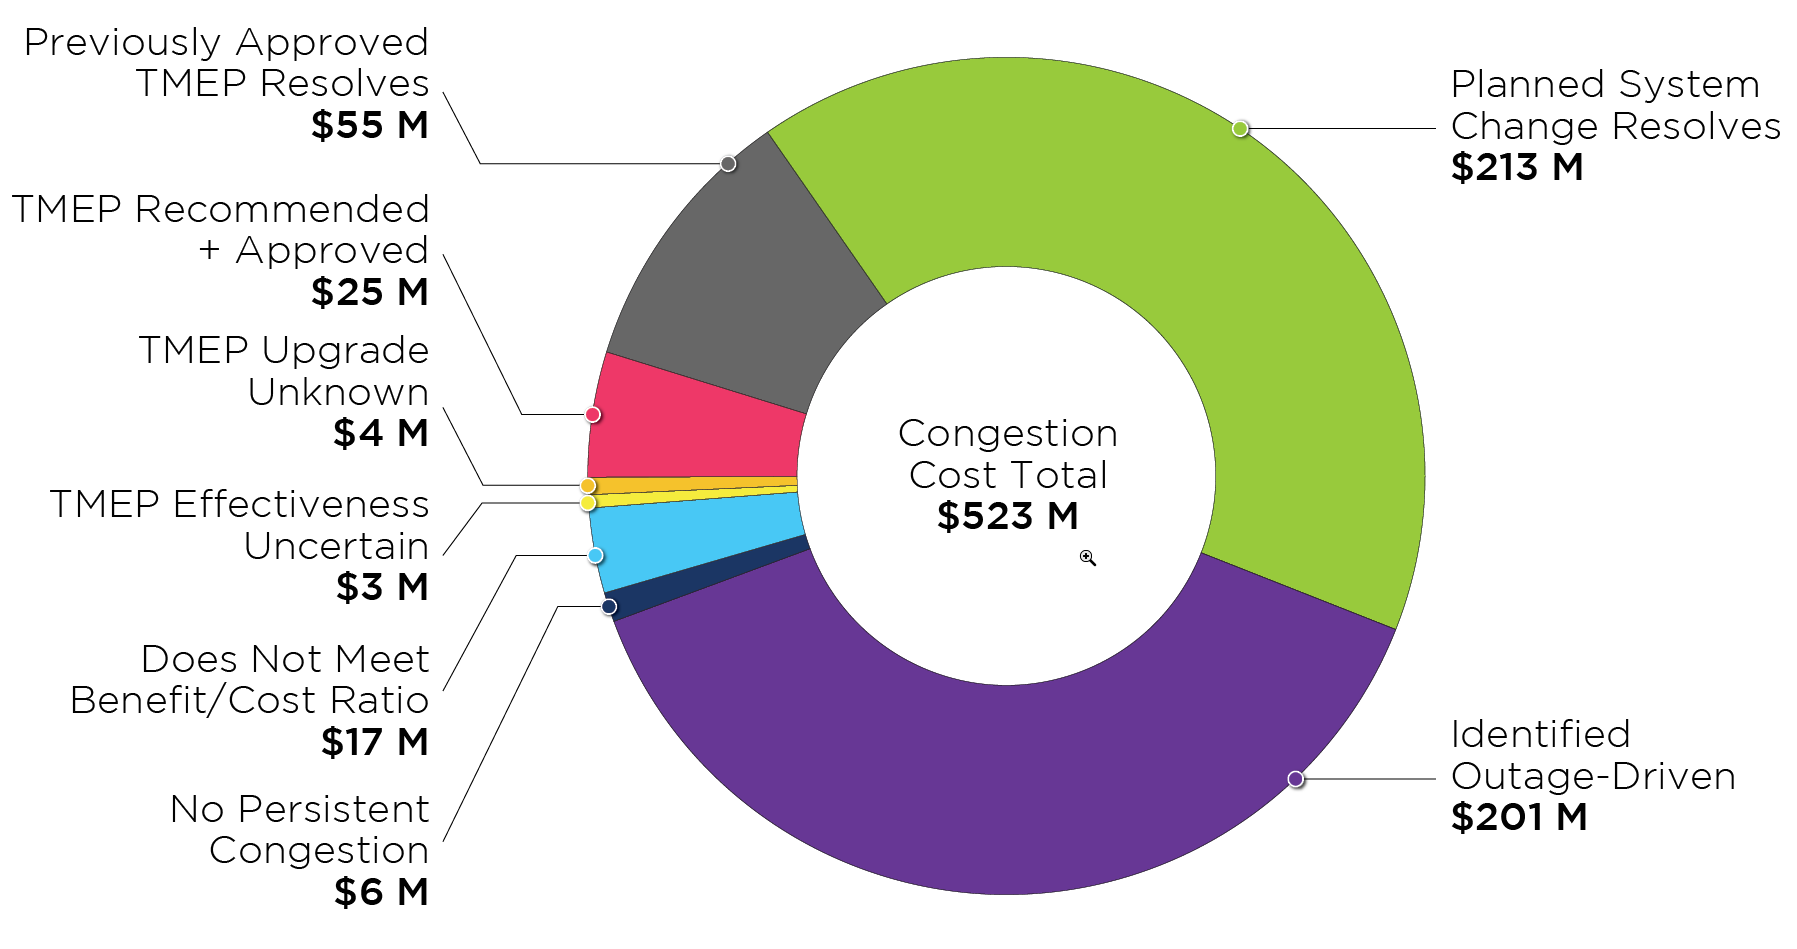 Previously Approved
TMEP Resolves
$55 M
TMEP Recommended
+ Approved
$25 M
TMEP Upgrade
Unknown
$4 M
TMEP Effectiveness
Uncertain
$3 M
Does Not Meet
Benefit/Cost Ratio
$17 M
No Persistent
Congestion
$6 M
Congestion
Cost Total
$523 M
Planned System
Change Resolves
$213 M
Identified
Outage-Driven
$201 M